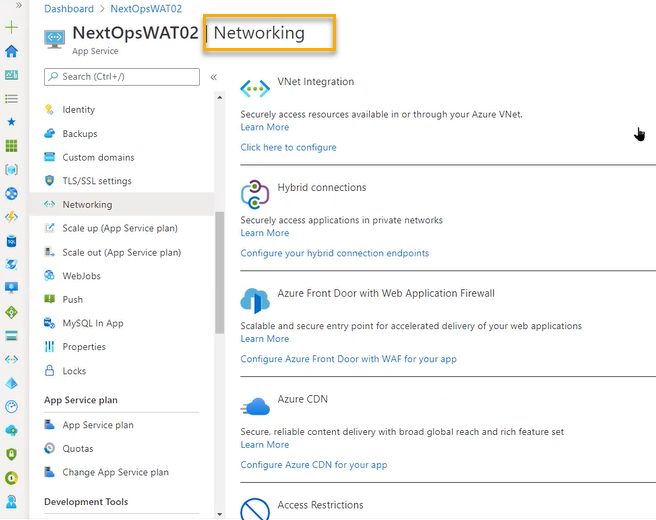 Dashboard > NextOpsWAT02
NextOpsWAT02 | Networking
App Service
Search (Ctrl+/)
Identity
Backups
Custom domains
TLS/SSL settings
Networking
Scale up (App Service plan)
Scale out (App Service plan)
WebJobs
Push
MySQL In App
Properties
Locks
App Service plan
App Service plan
Quotas
Change App Service plan
Development Tools
VNet Integration
Securely access resources available in or through your Azure VNet.
Learn More
Click here to configure
Hybrid connections
Securely access applications in private networks
Learn More
Configure your hybrid connection endpoints
Azure Front Door with Web Application Firewall
Scalable and secure entry point for accelerated delivery of your web applications
Learn More
Configure Azure Front Door with WAF for your app
Azure CDN
Secure, reliable content delivery with broad global reach and rich feature set
Learn More
Configure Azure CDN for your app
Access Restrictions